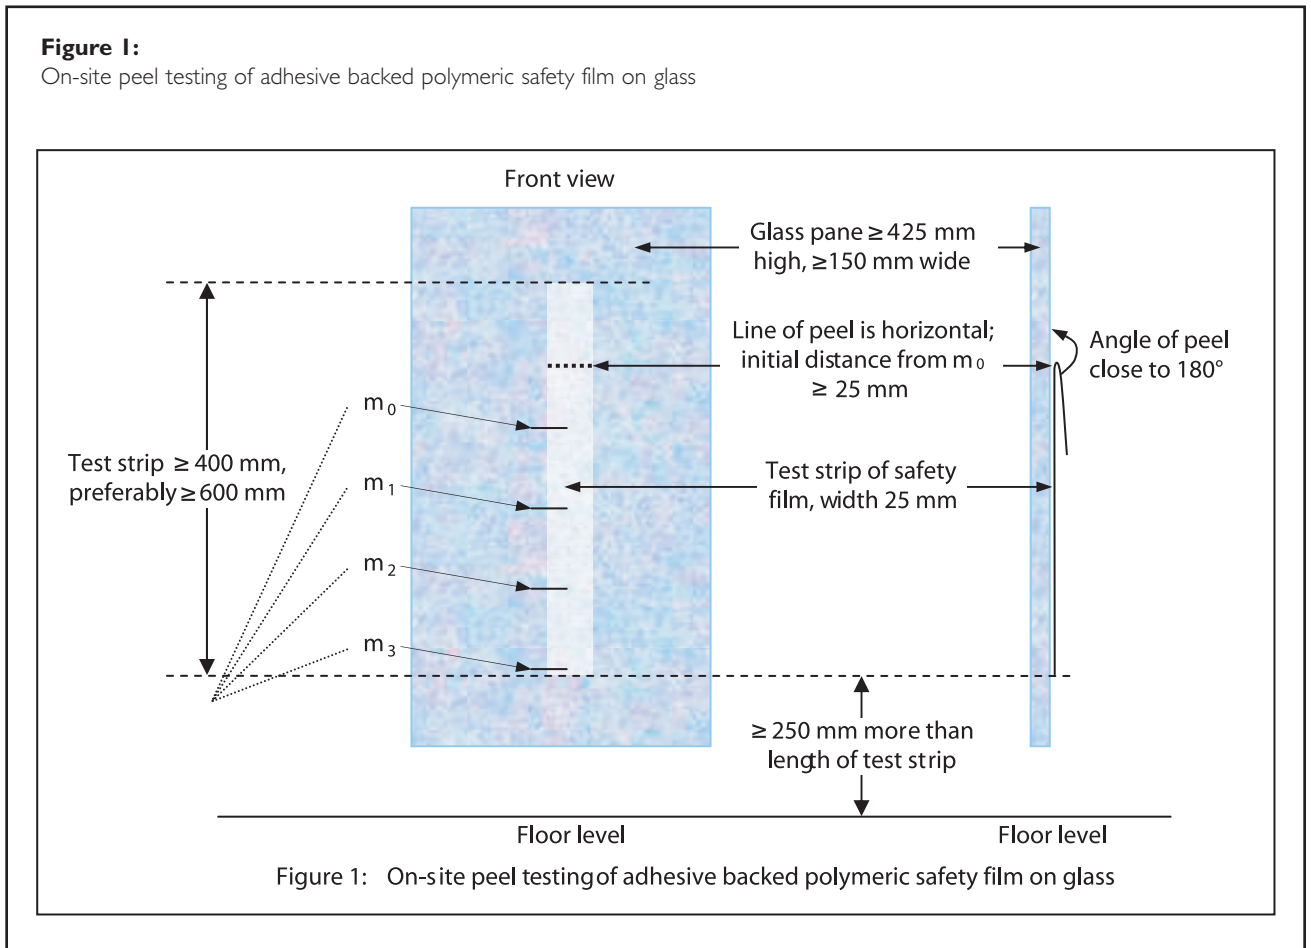 Figure 1:
On-site peel testing of adhesive backed polymeric safety film on glass
Front view
Glass pane ≥ 425 mm
high, ≥150 mm wide
Line of peel is horizontal;
initial distance from m₀
≥ 25 mm
Angle of peel
close to 180°
m₀
Test strip ≥ 400 mm,
preferably ≥ 600 mm
m₁
Test strip of safety
film, width 25 mm
m₂
m₃
≥ 250 mm more than
length of test strip
Floor level
Floor level
Figure 1: On-site peel testing of adhesive backed polymeric safety film on glass